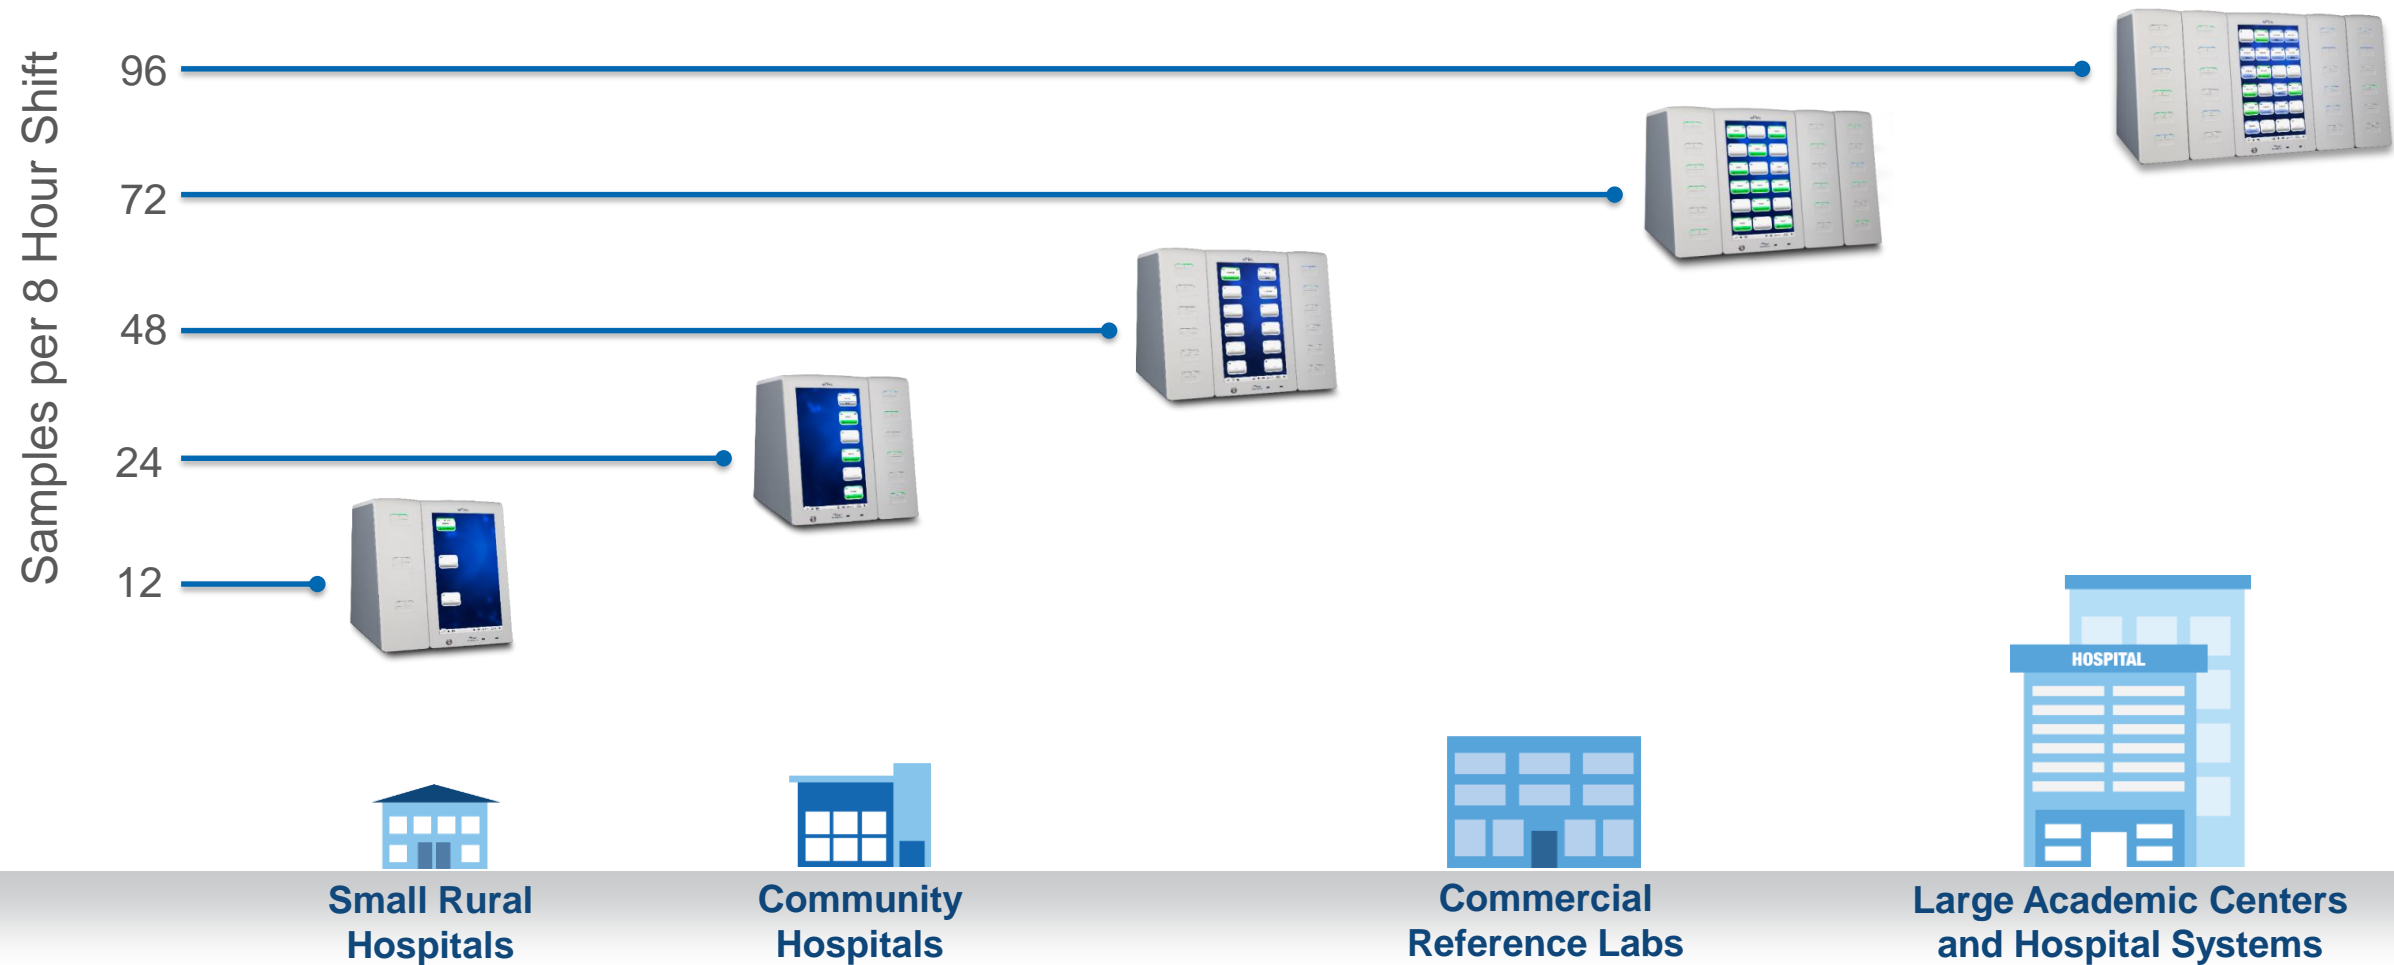 Samples per 8 Hour Shift
96
72
48
24
12
HOSPITAL
Small Rural
Hospitals
Community
Hospitals
Commercial
Reference Labs
Large Academic Centers
and Hospital Systems